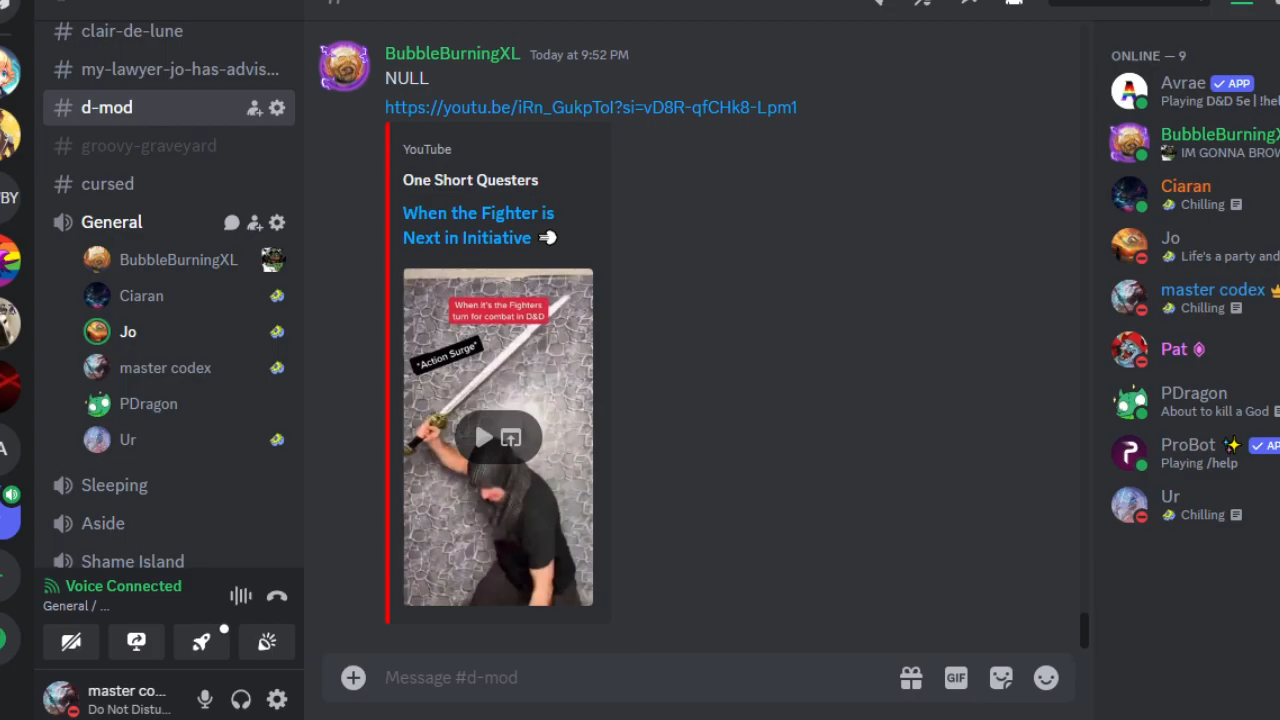 clair-de-lune
my-lawyer-jo-has-advis...
d-mod
groovy-graveyard
cursed
General
BubbleBurningXL
Ciaran
Jo
master codex
PDragon
Ur
Sleeping
Aside
Shame Island
Voice Connected
General / ...
master co...
Do Not Distu...
BY
A
BubbleBurningXL Today at 9:52 PM
NULL
https://youtu.be/iRn_GukpToI?si=vD8R-qfCHk8-Lpm1
YouTube
One Short Questers
When the Fighter is
Next in Initiative
When it's the Fighters
turn for combat in D&D
*Action Surge*
Message #d-mod
GIF
ONLINE — 9
Avrae APP
Playing D&D 5e | !help
BubbleBurningX
IM GONNA BROW
Ciaran
Chilling
Jo
Life's a party and
master codex
Chilling
Pat
PDragon
About to kill a God
ProBot AP
Playing /help
Ur
Chilling